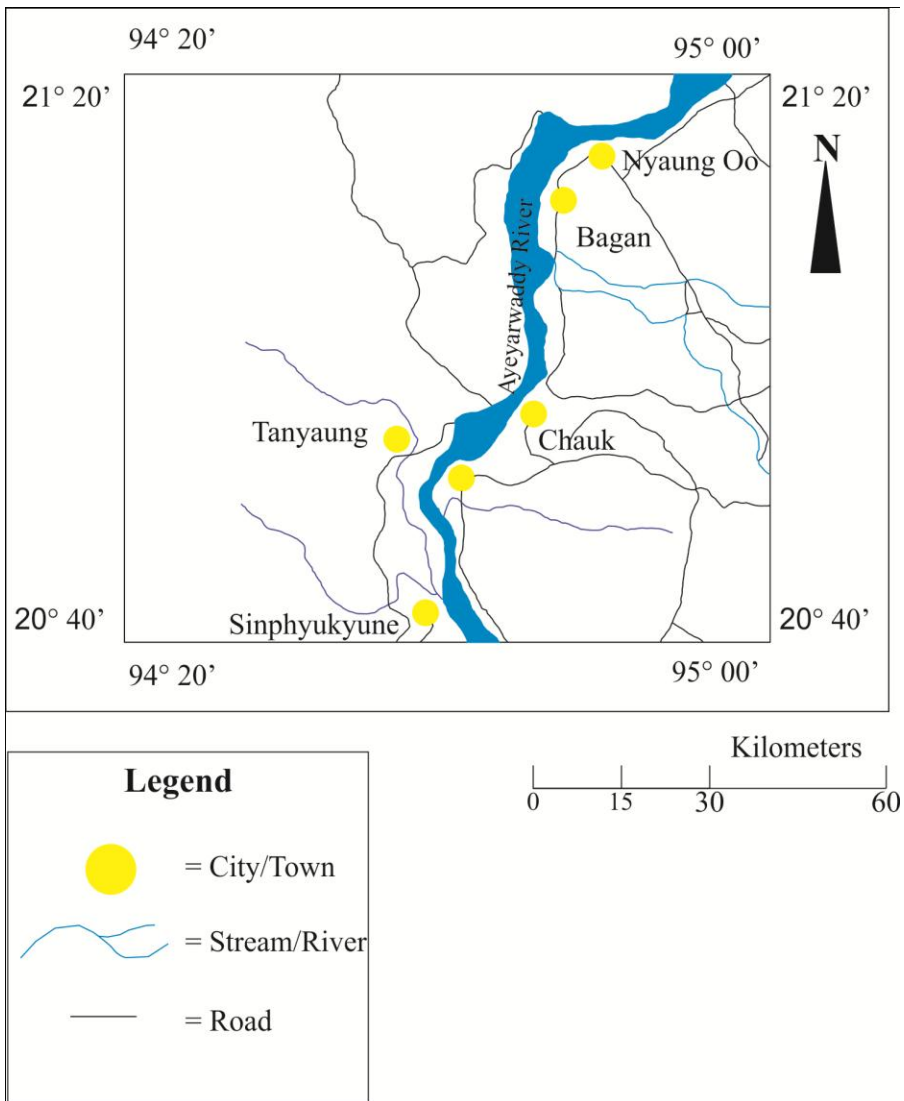 94° 20’
95° 00’
21° 20’
21° 20’
N
Nyaung Oo
Bagan
Ayeyarwaddy River
Tanyaung
Chauk
20° 40’
Sinphyukyune
20° 40’
94° 20’
95° 00’
Kilometers
0 15 30 60
Legend
= City/Town
= Stream/River
= Road